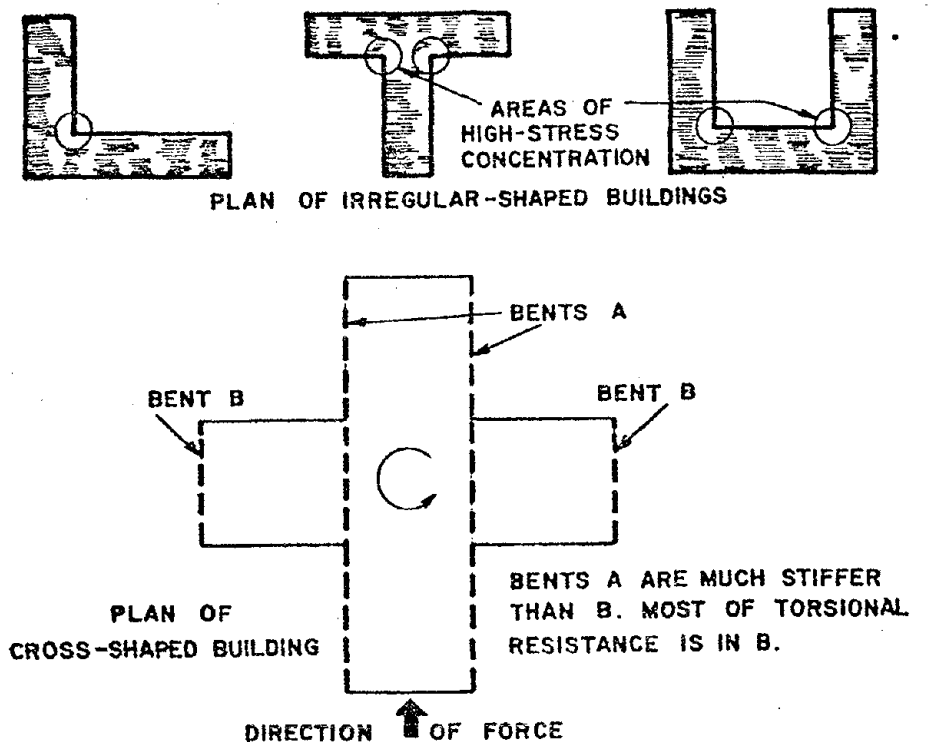 AREAS OF
HIGH-STRESS
CONCENTRATION
PLAN OF IRREGULAR-SHAPED BUILDINGS
BENTS A
BENT B
BENT B
BENTS A ARE MUCH STIFFER
THAN B. MOST OF TORSIONAL
RESISTANCE IS IN B.
PLAN OF
CROSS-SHAPED BUILDING
DIRECTION OF FORCE